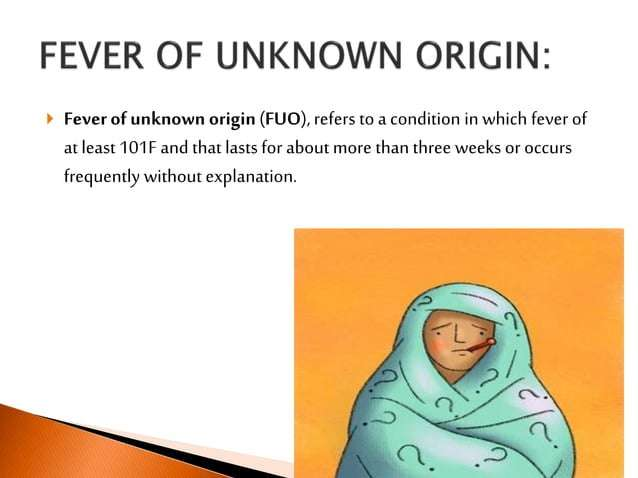 FEVER OF UNKNOWN ORIGIN:
Fever of unknown origin (FUO), refers to a condition in which fever of
at least 101F and that lasts for about more than three weeks or occurs
frequently without explanation.